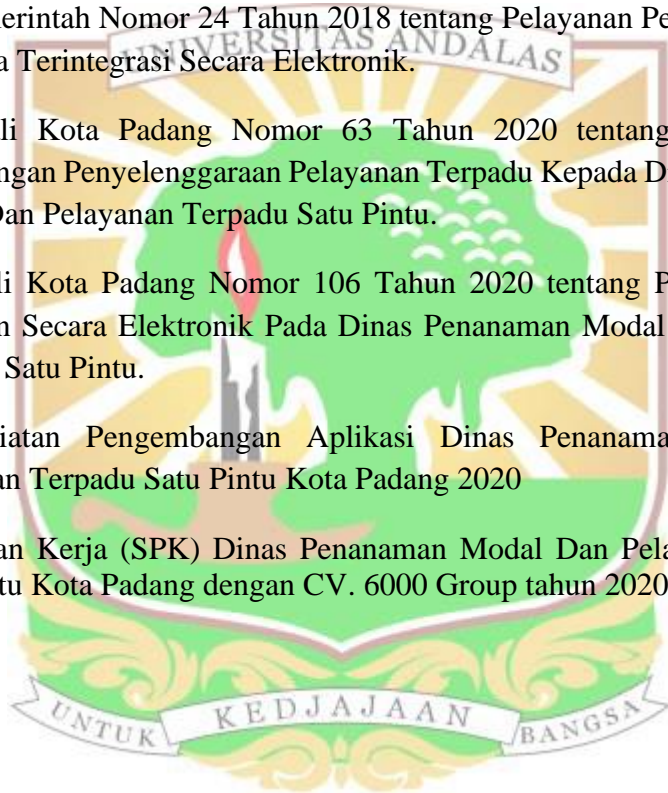 merintah Nomor 24 Tahun 2018 tentang Pelayanan Pe
UNIVERSITAS ANDALAS
a Terintegrasi Secara Elektronik.
li Kota Padang Nomor 63 Tahun 2020 tentang
ngan Penyelenggaraan Pelayanan Terpadu Kepada D
Dan Pelayanan Terpadu Satu Pintu.
li Kota Padang Nomor 106 Tahun 2020 tentang P
n Secara Elektronik Pada Dinas Penanaman Modal
Satu Pintu.
iatan Pengembangan Aplikasi Dinas Penanama
an Terpadu Satu Pintu Kota Padang 2020
an Kerja (SPK) Dinas Penanaman Modal Dan Pela
tu Kota Padang dengan CV. 6000 Group tahun 2020
UNTUK KEDJAJAAN BANGSA